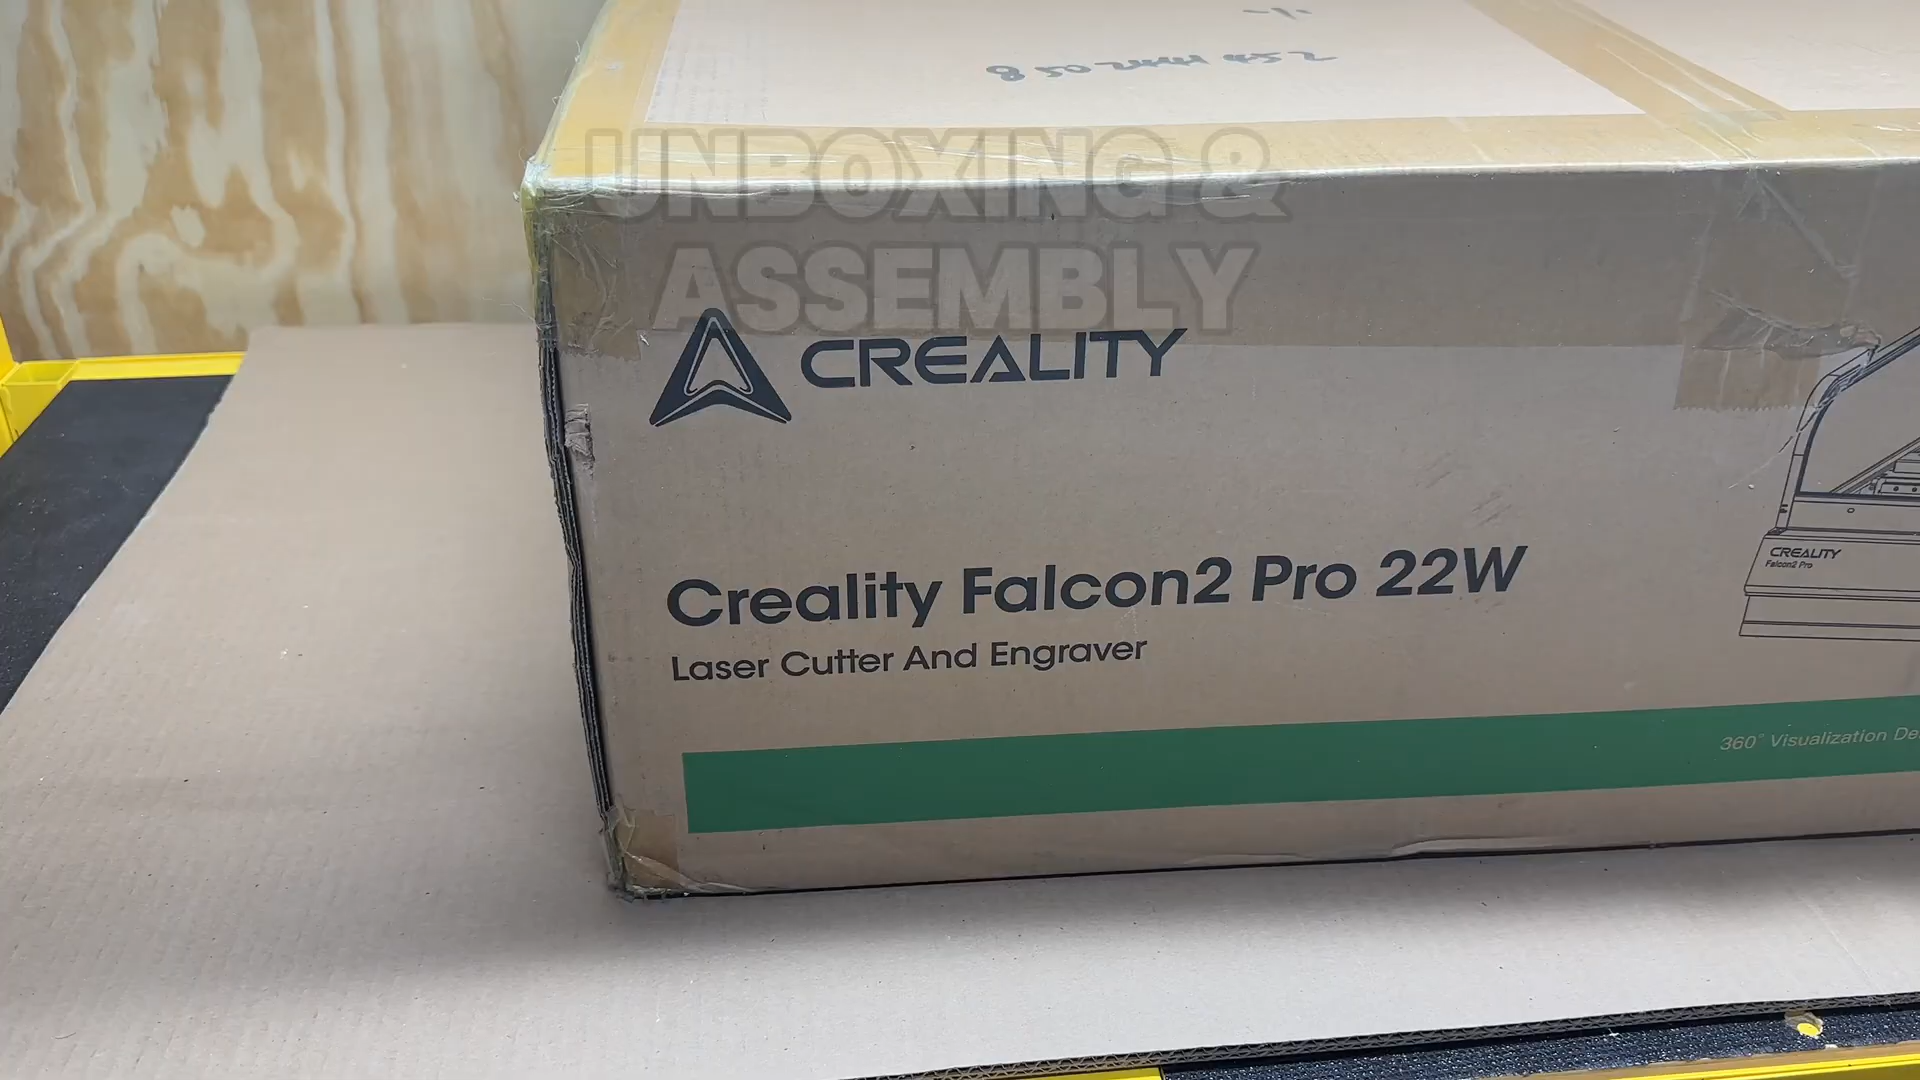 UNBOXING &
ASSEMBLY
CREALITY
Creality Falcon2 Pro 22W
Laser Cutter And Engraver
CREALITY
Falcon2 Pro
360° Visualization